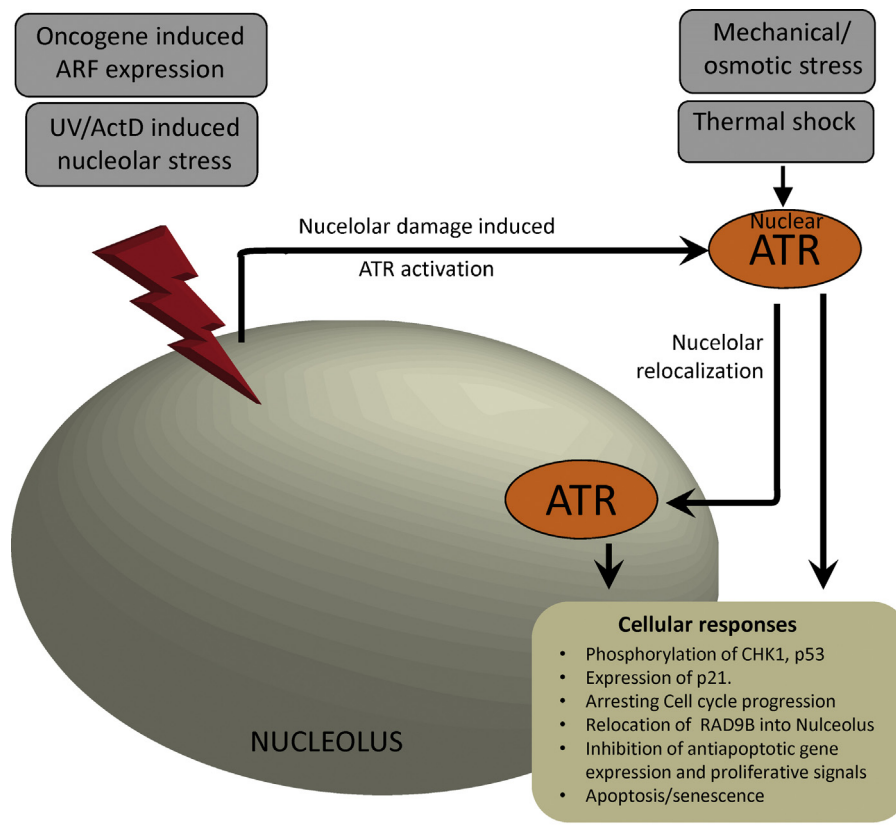 Oncogene induced
ARF expression
UV/ActD induced
nucleolar stress
Mechanical/
osmotic stress
Thermal shock
Nucelolar damage induced
ATR activation
Nuclear
ATR
Nucelolar
relocalization
ATR
NUCLEOLUS
Cellular responses
• Phosphorylation of CHK1, p53
• Expression of p21.
• Arresting Cell cycle progression
• Relocation of RAD9B into Nulceolus
• Inhibition of antiapoptotic gene
expression and proliferative signals
• Apoptosis/senescence